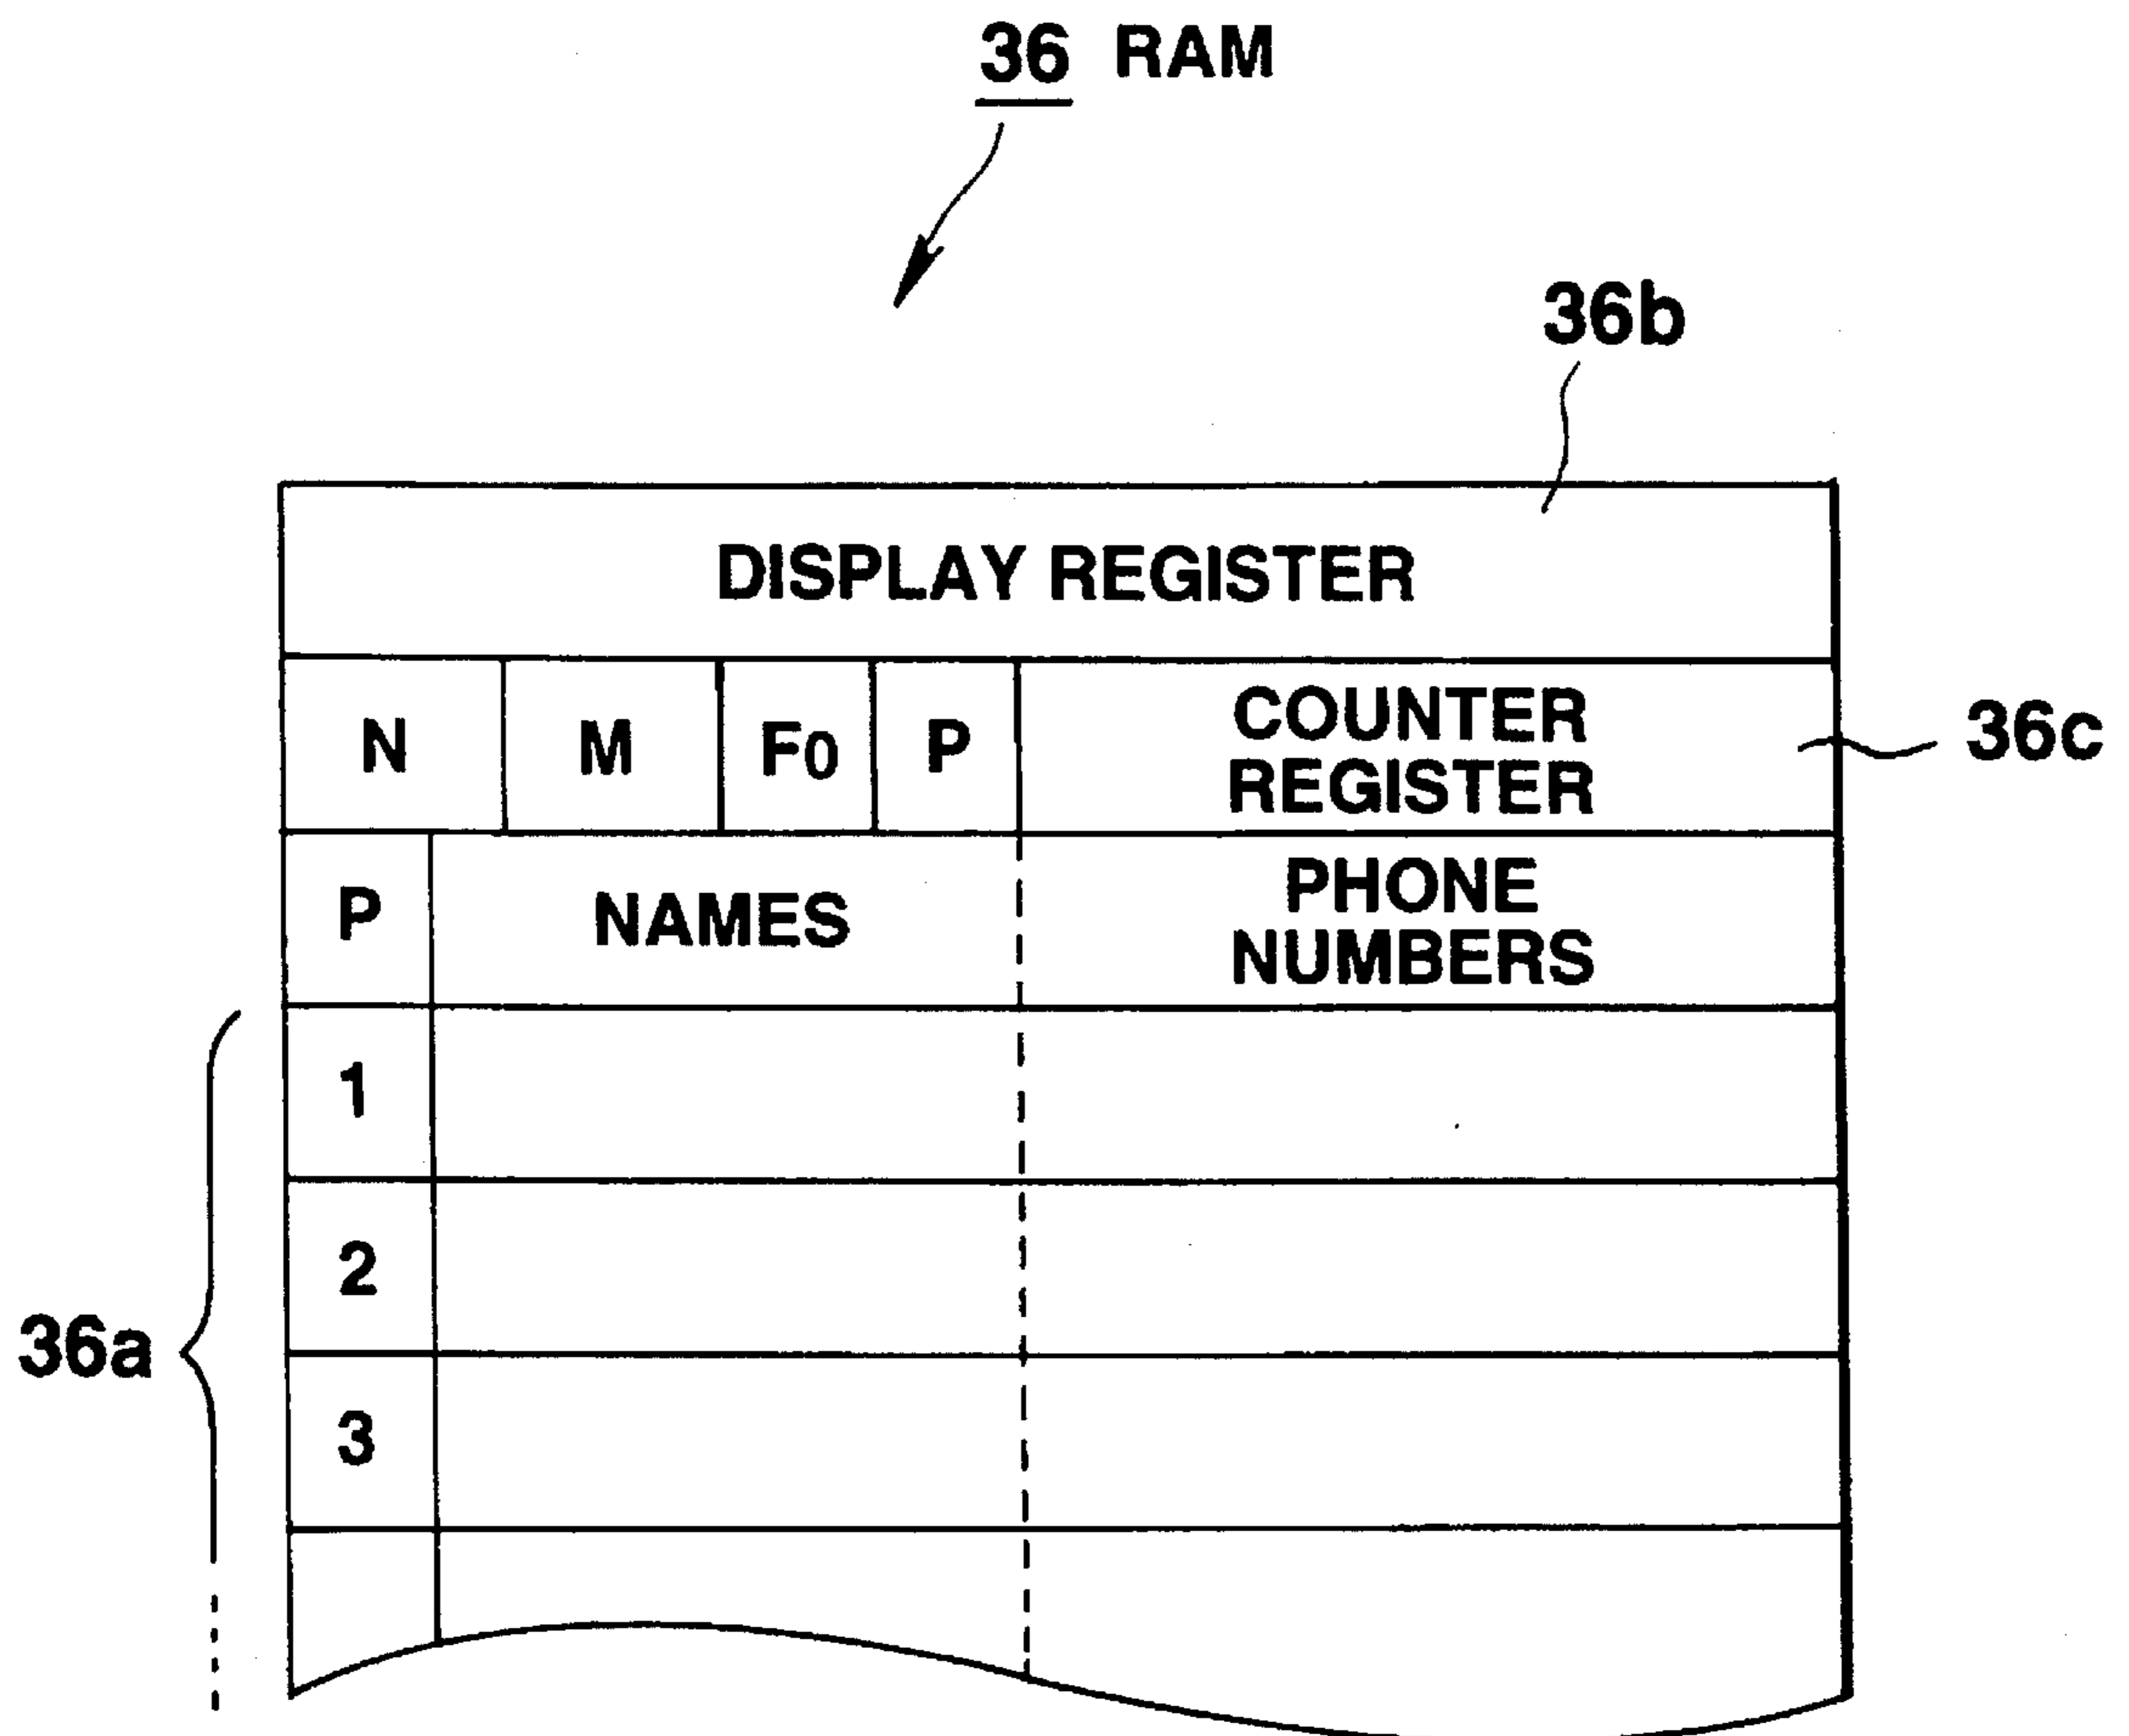 36 RAM
36b
DISPLAY REGISTER
N M F0 P COUNTER REGISTER
36c
P NAMES PHONE NUMBERS
1
2
36a
3